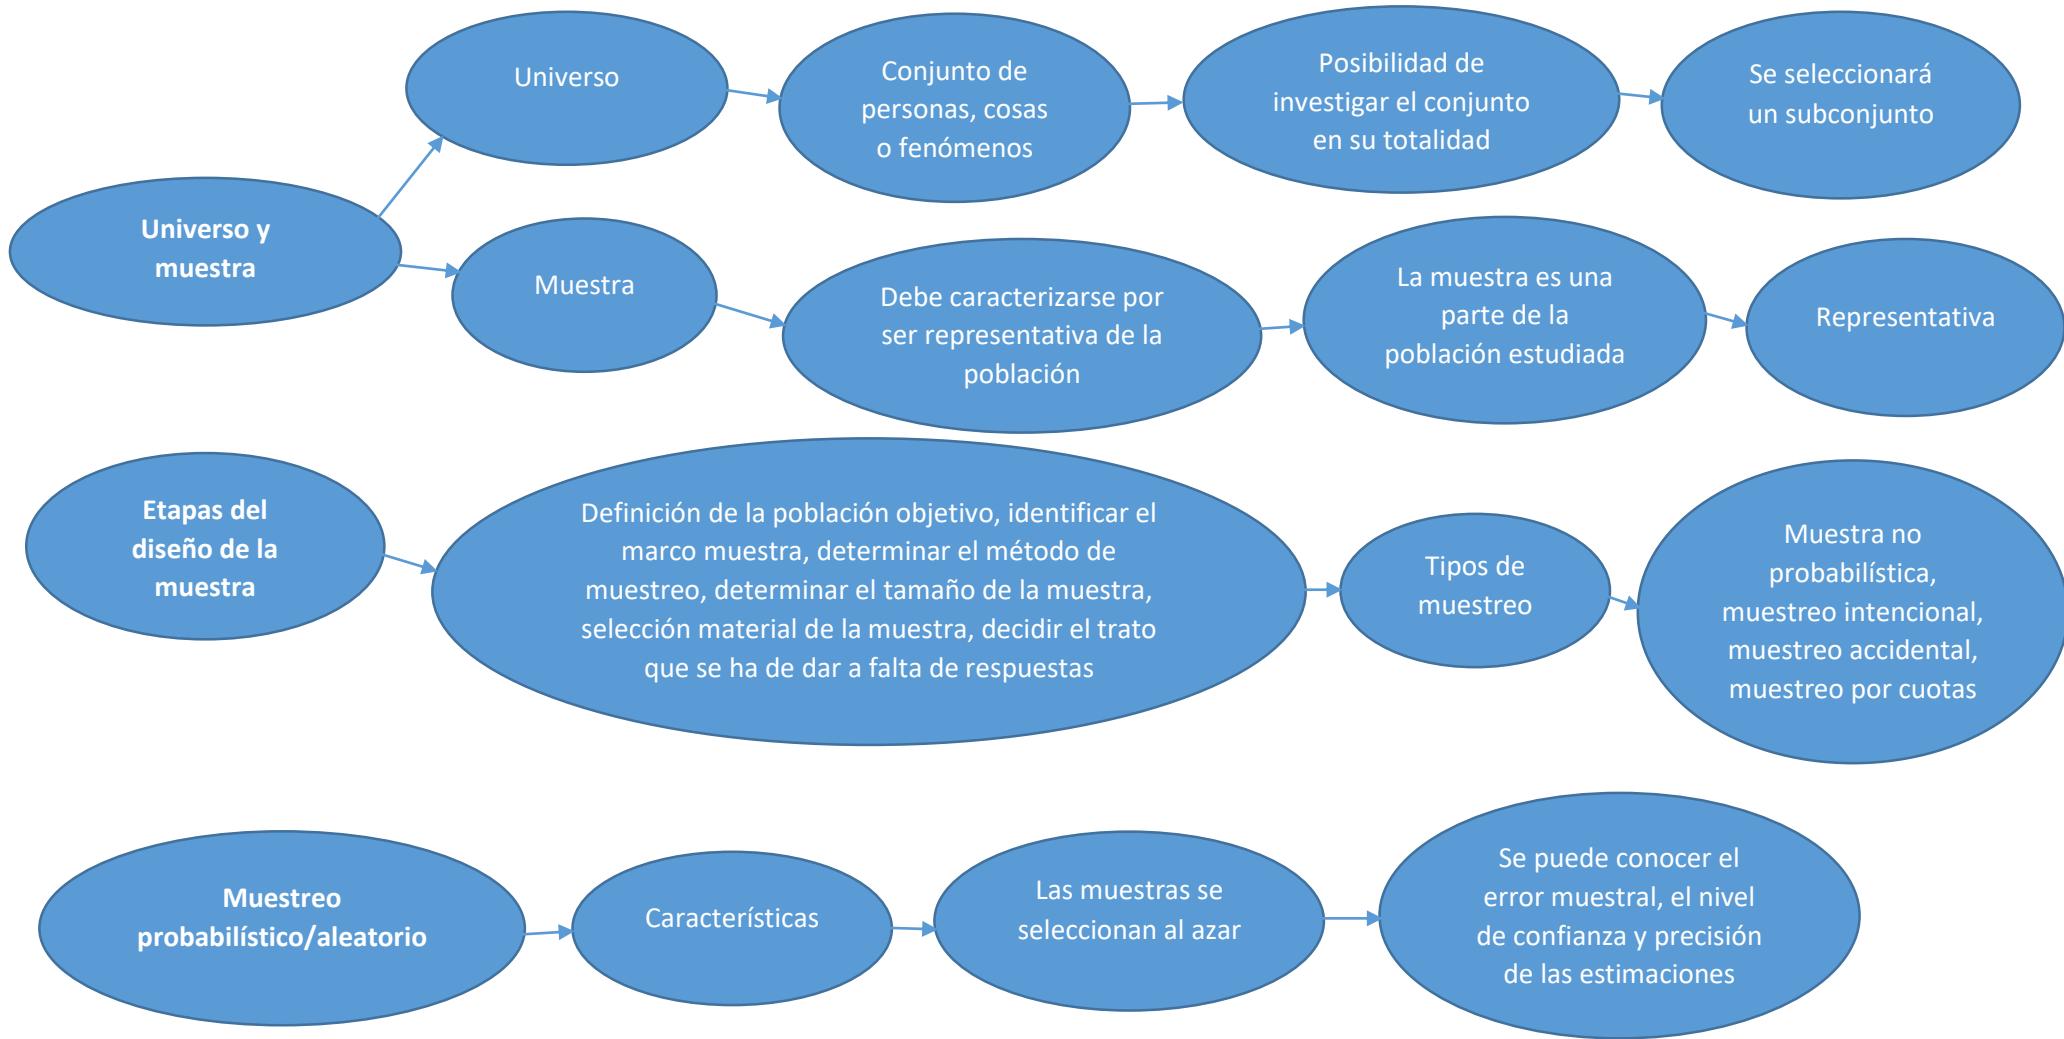 Universo
Conjunto de
personas, cosas
o fenómenos
Posibilidad de
investigar el conjunto
en su totalidad
Se seleccionará
un subconjunto
Universo y
muestra
Muestra
Debe caracterizarse por
ser representativa de la
población
La muestra es una
parte de la
población estudiada
Representativa
Etapas del
diseño de la
muestra
Definición de la población objetivo, identificar el
marco muestra, determinar el método de
muestreo, determinar el tamaño de la muestra,
selección material de la muestra, decidir el trato
que se ha de dar a falta de respuestas
Tipos de
muestreo
Muestra no
probabilística,
muestreo intencional,
muestreo accidental,
muestreo por cuotas
Muestreo
probabilístico/aleatorio
Característicås
Las muestras se
seleccionan al azar
Se puede conocer el
error muestral, el nivel
de confianza y precisión
de las estimaciones